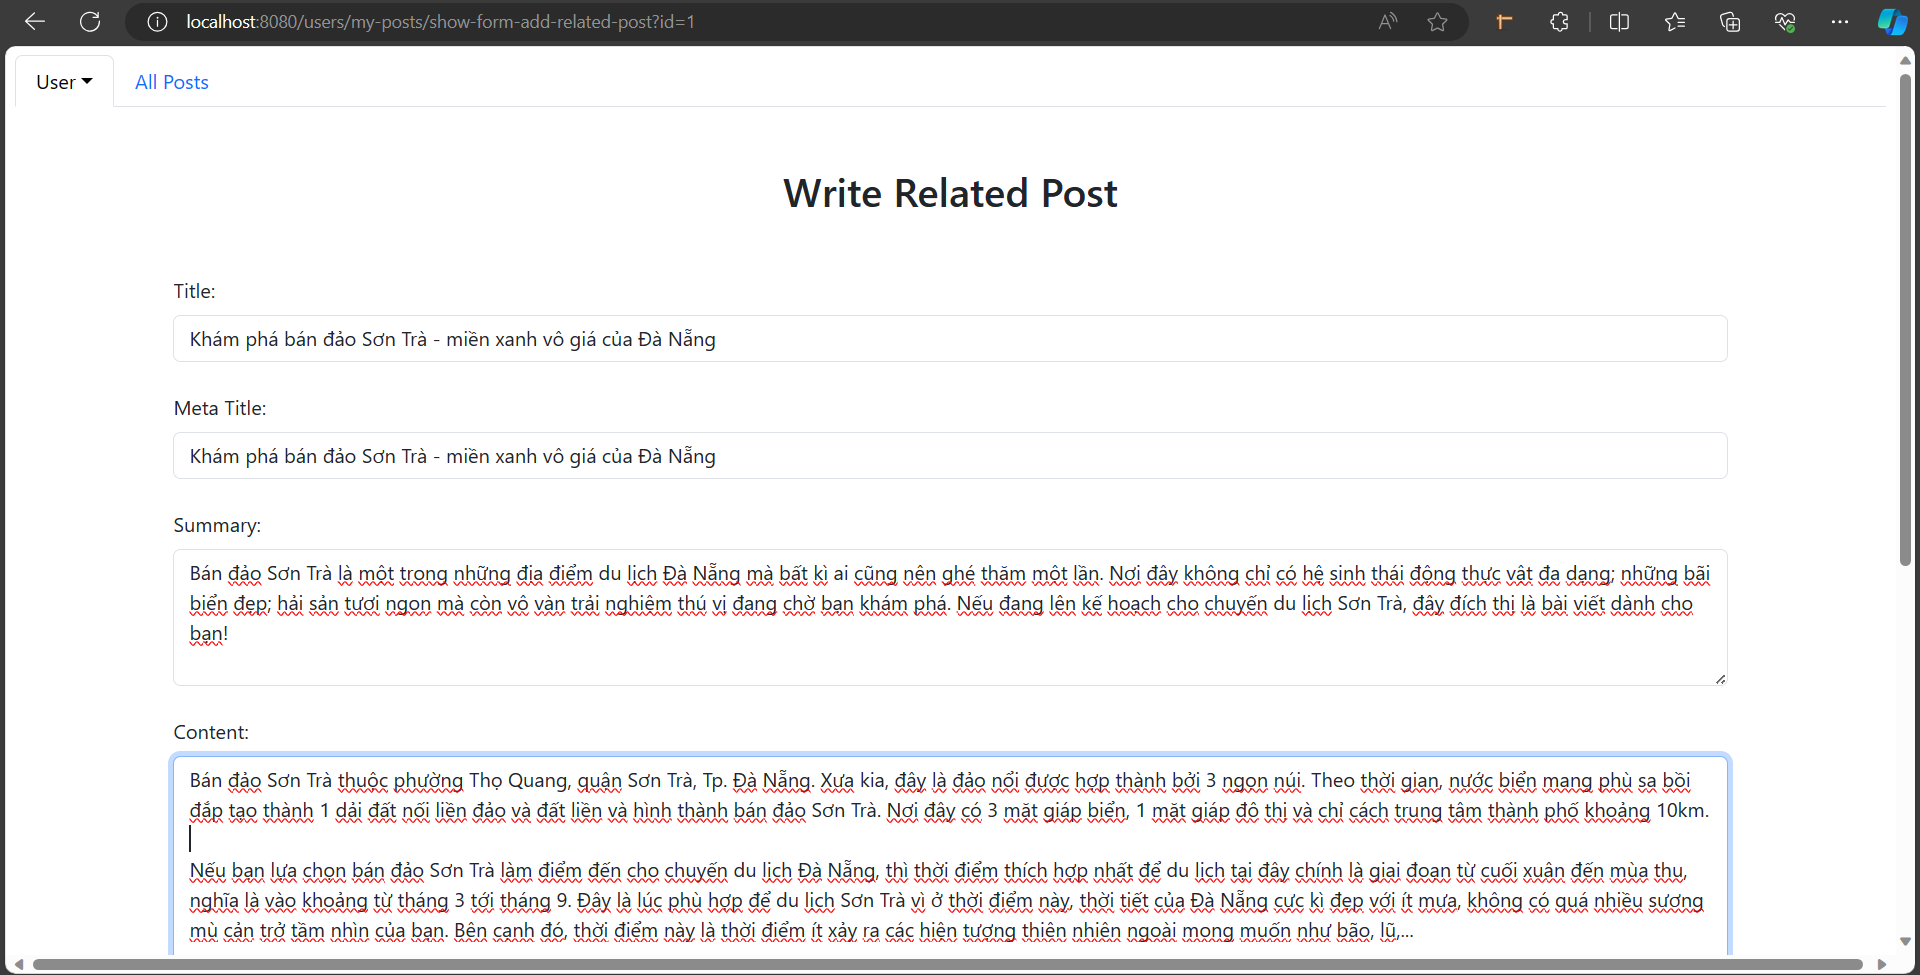 localhost:8080/users/my-posts/show-form-add-related-post?id=1
User
All Posts
Write Related Post
Title:
Khám phá bán đảo Sơn Trà - miền xanh vô giá của Đà Nẵng
Meta Title:
Khám phá bán đảo Sơn Trà - miền xanh vô giá của Đà Nẵng
Summary:
Bán đảo Sơn Trà là một trong những địa điểm du lịch Đà Nẵng mà bất kì ai cũng nên ghé thăm một lần. Nơi đây không chỉ có hệ sinh thái động thực vật đa dạng; những bãi
biển đẹp; hải sản tươi ngon mà còn vô vàn trải nghiệm thú vị đang chờ bạn khám phá. Nếu đang lên kế hoạch cho chuyến du lịch Sơn Trà, đây đích thị là bài viết dành cho
bạn!
Content:
Bán đảo Sơn Trà thuộc phường Thọ Quang, quận Sơn Trà, Tp. Đà Nẵng. Xưa kia, đây là đảo nổi được hợp thành bởi 3 ngọn núi. Theo thời gian, nước biển mang phù sa bồi
đắp tạo thành 1 dải đất nối liền đảo và đất liền và hình thành bán đảo Sơn Trà. Nơi đây có 3 mặt giáp biển, 1 mặt giáp đô thị và chỉ cách trung tâm thành phố khoảng 10km.
Nếu bạn lựa chọn bán đảo Sơn Trà làm điểm đến cho chuyến du lịch Đà Nẵng, thì thời điểm thích hợp nhất để du lịch tại đây chính là giai đoạn từ cuối xuân đến mùa thu,
nghĩa là vào khoảng từ tháng 3 tới tháng 9. Đây là lúc phù hợp để du lịch Sơn Trà vì ở thời điểm này, thời tiết của Đà Nẵng cực kì đẹp với ít mưa, không có quá nhiều sương
mù cản trở tầm nhìn của bạn. Bên cạnh đó, thời điểm này là thời điểm ít xảy ra các hiện tượng thiên nhiên ngoài mong muốn như bão, lũ,...